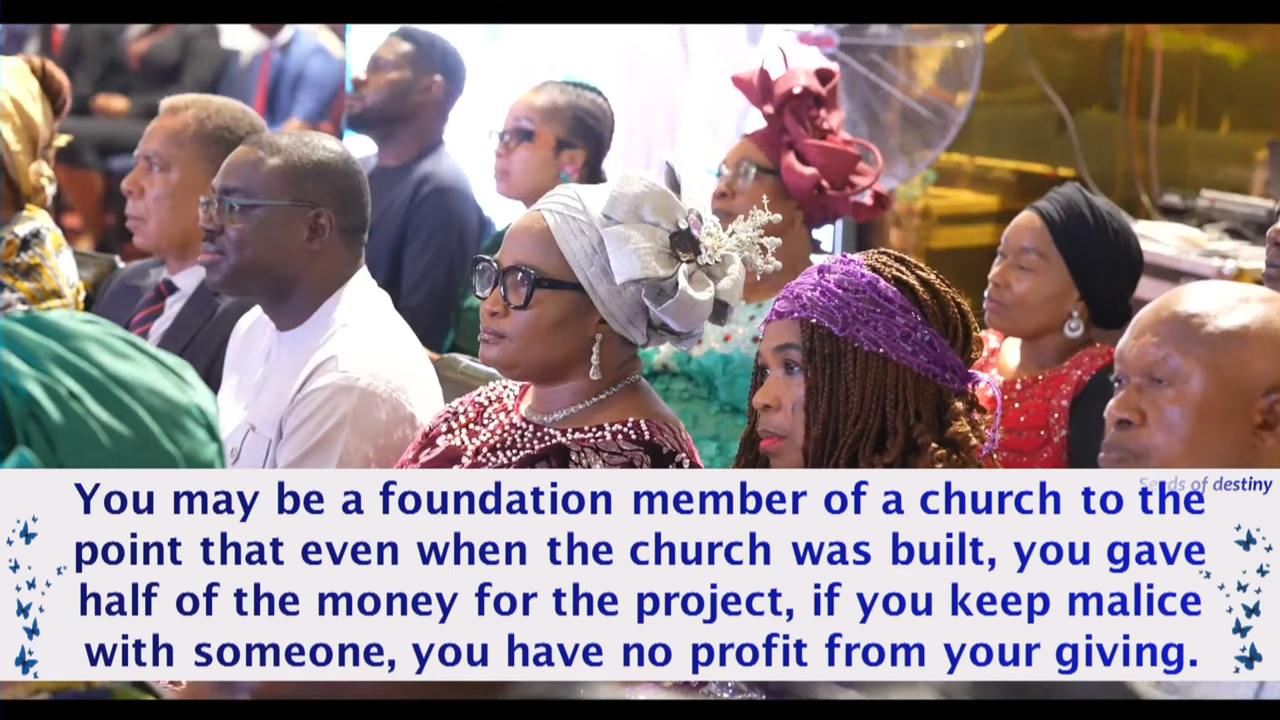 Seeds of destiny
You may be a foundation member of a church to the
point that even when the church was built, you gave
half of the money for the project, if you keep malice
with someone, you have no profit from your giving.